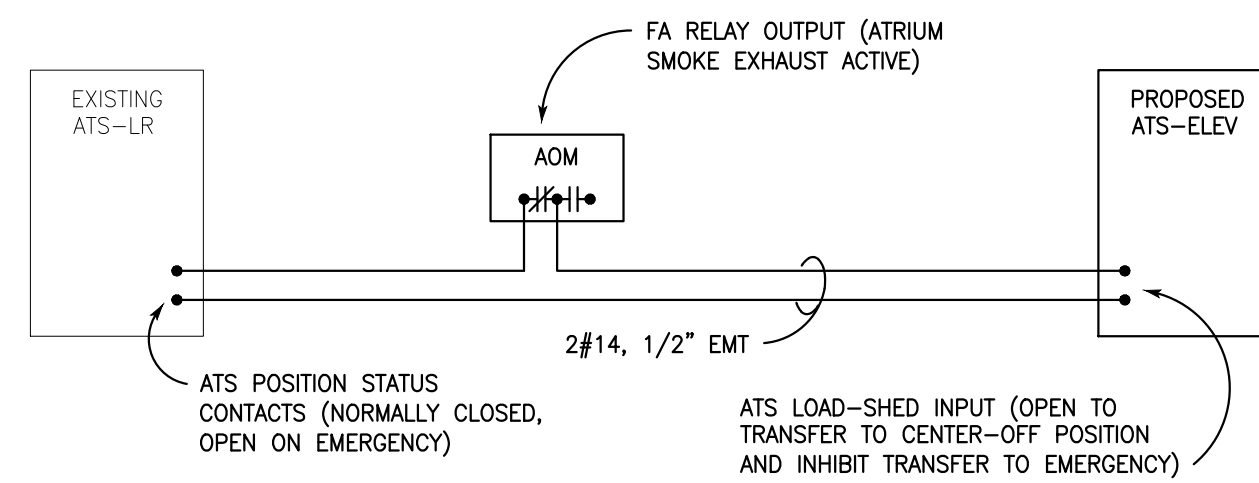 FA RELAY OUTPUT (ATRIUM
SMOKE EXHAUST ACTIVE)
EXISTING
ATS-LR
PROPOSED
ATS-ELEV
AOM
2#14, 1/2" EMT
ATS POSITION STATUS
CONTACTS (NORMALLY CLOSED,
OPEN ON EMERGENCY)
ATS LOAD-SHED INPUT (OPEN TO
TRANSFER TO CENTER-OFF POSITION
AND INHIBIT TRANSFER TO EMERGENCY)